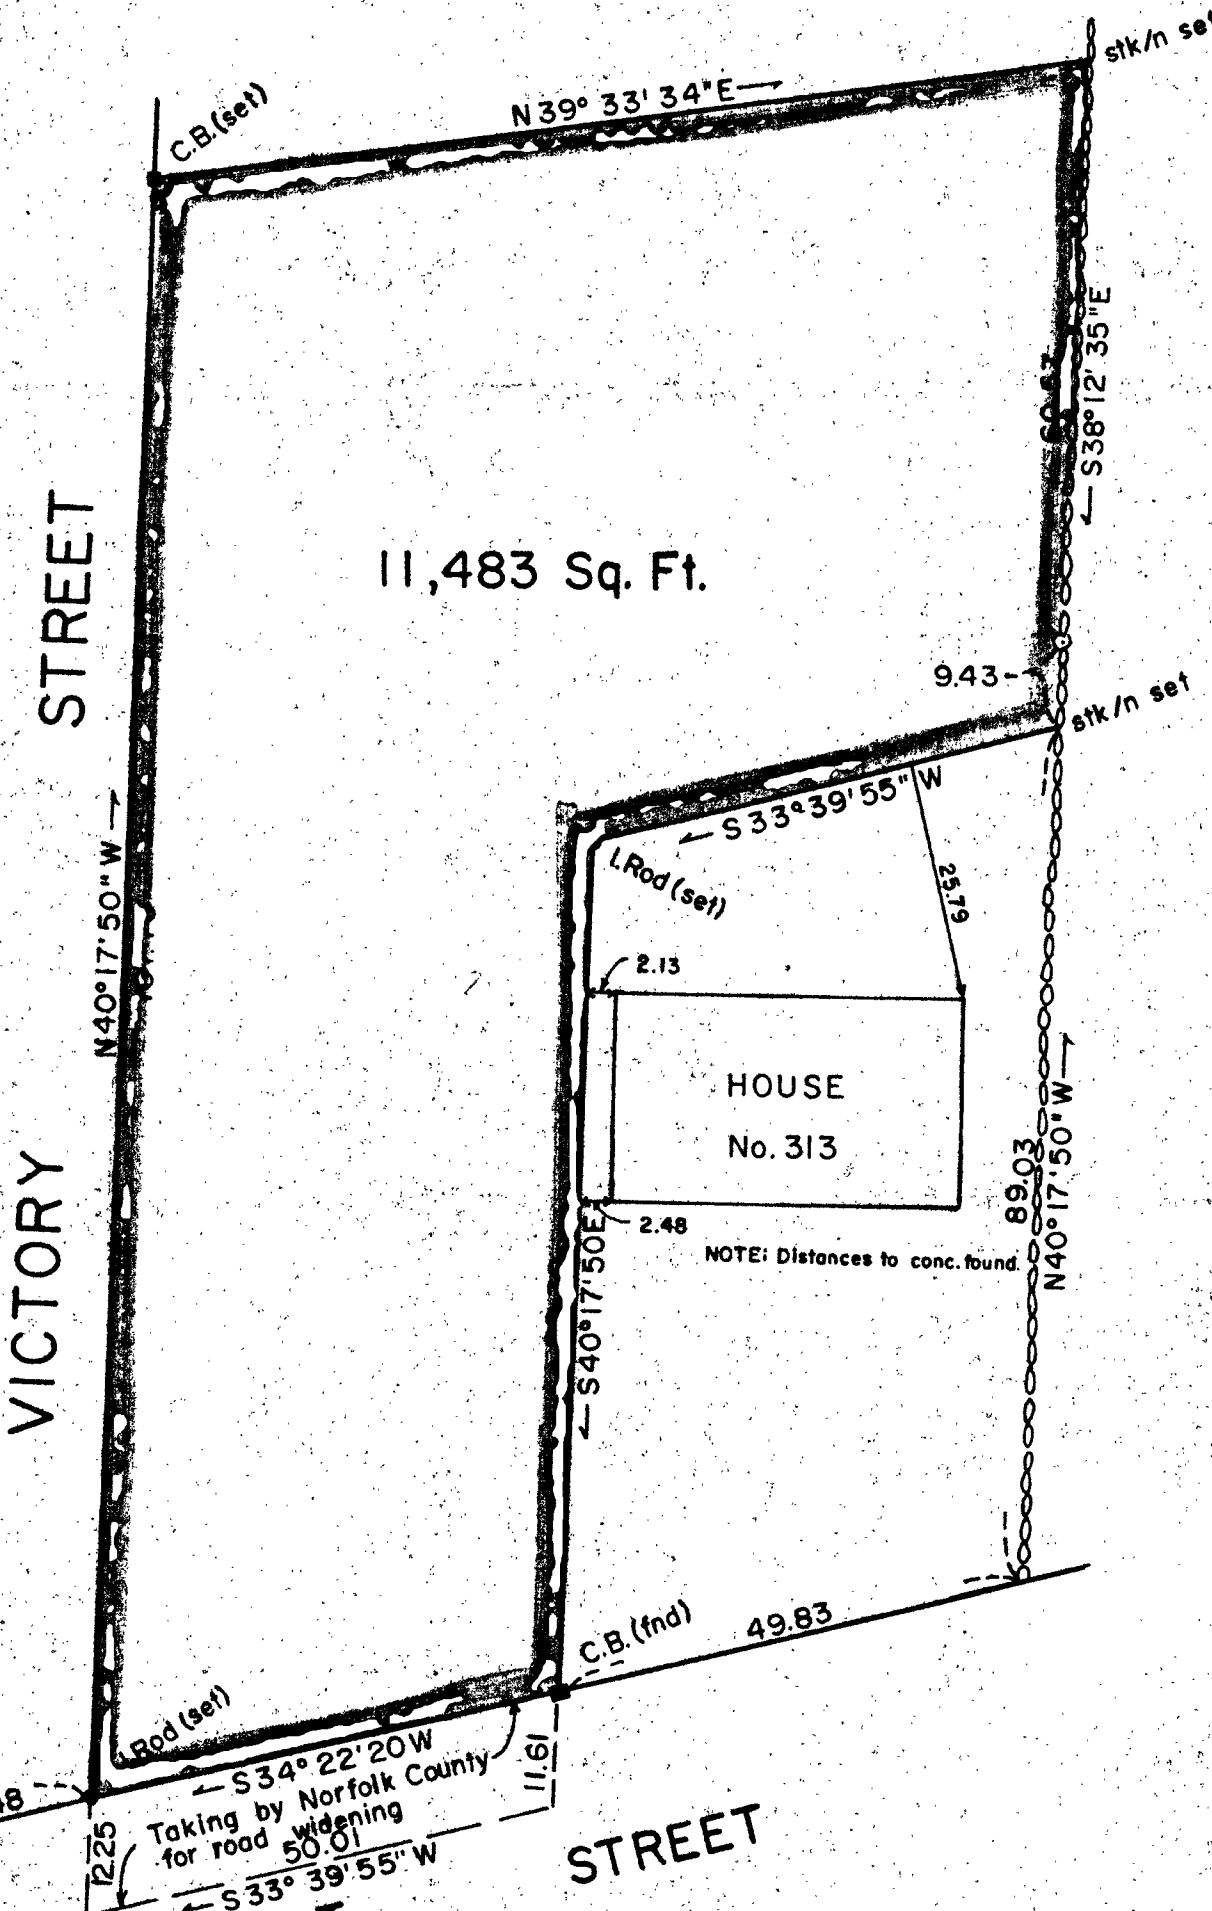 stk/n set
C.B.(set)
N 39° 33' 34"E
S38°12' 35"E
STREET
11,483 Sq. Ft.
9.43
stk/n set
S 33° 39' 55" W
N40°17'50" W
I.Rod (set)
25.79
2.13
HOUSE
No. 313
VICTORY
89.03
N40°17'50"W
2.48
NOTE: Distances to conc. found.
S40°17'50E
C.B. (fnd)
49.83
I.Rod (set)
S34° 22'20W
11.61
Taking by Norfolk County
for road widening
12.25
50.01
S33° 39'55" W
STREET